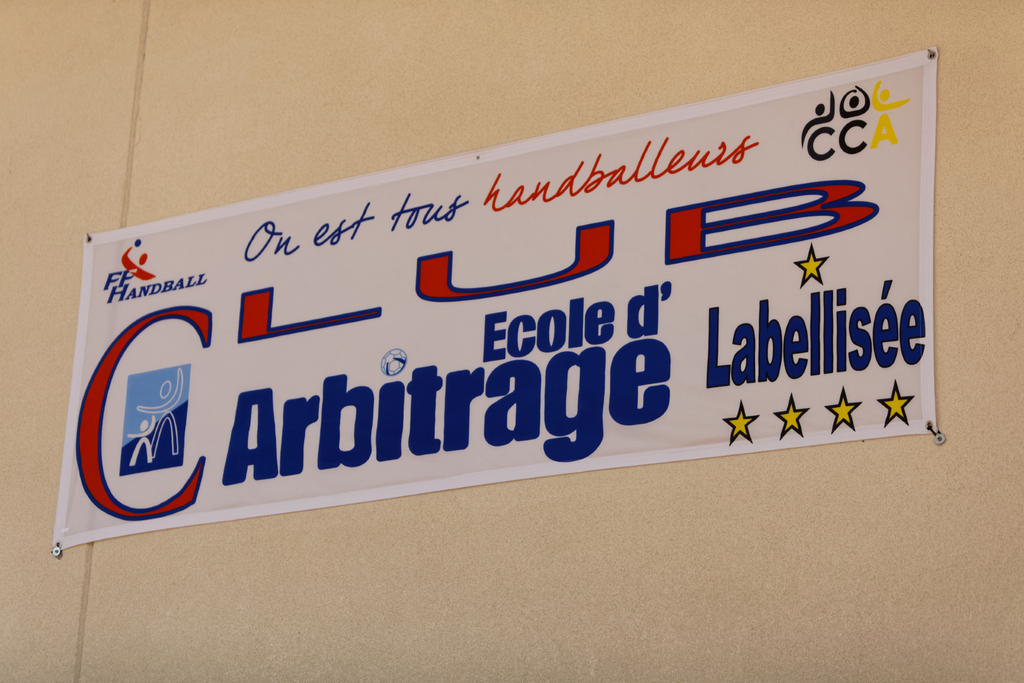 On est tous handballeurs
CCA
FF HANDBALL
CLUB
Ecole d'
Arbitrage
Labellisée